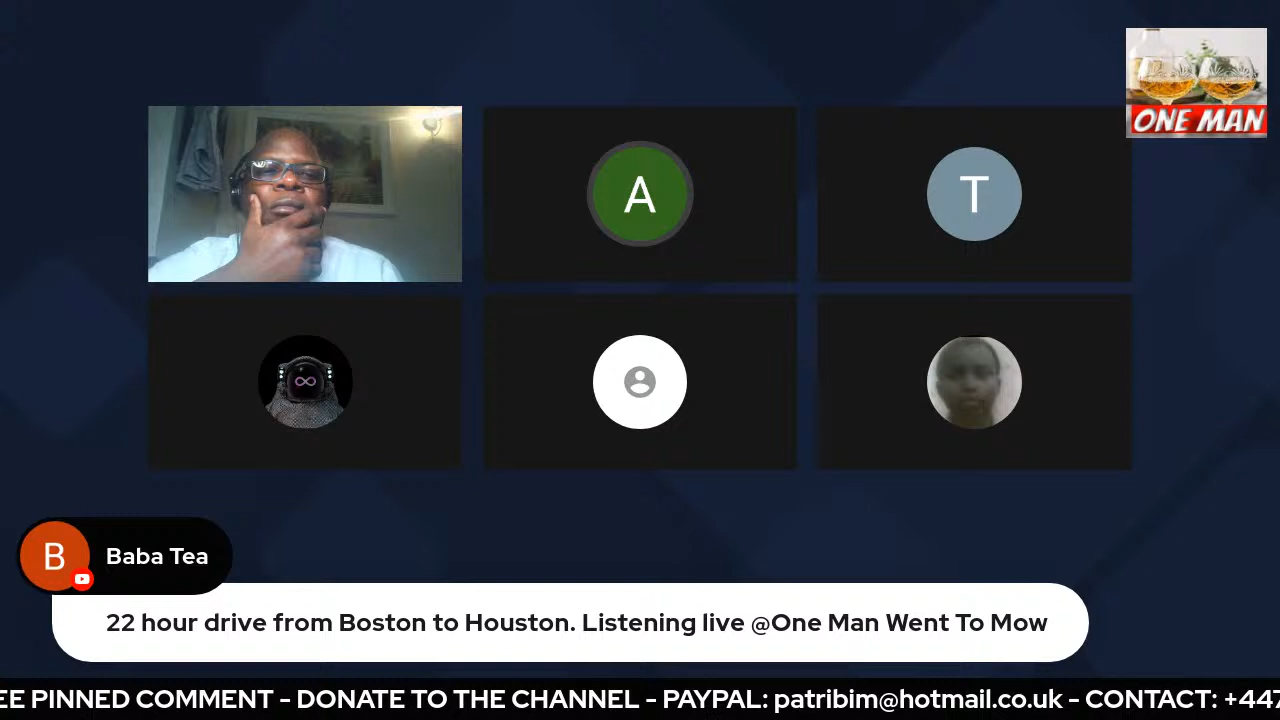 ONE MAN
A
T
B
Baba Tea
22 hour drive from Boston to Houston. Listening live @One Man Went To Mow
EE PINNED COMMENT - DONATE TO THE CHANNEL - PAYPAL: patribim@hotmail.co.uk - CONTACT: +447